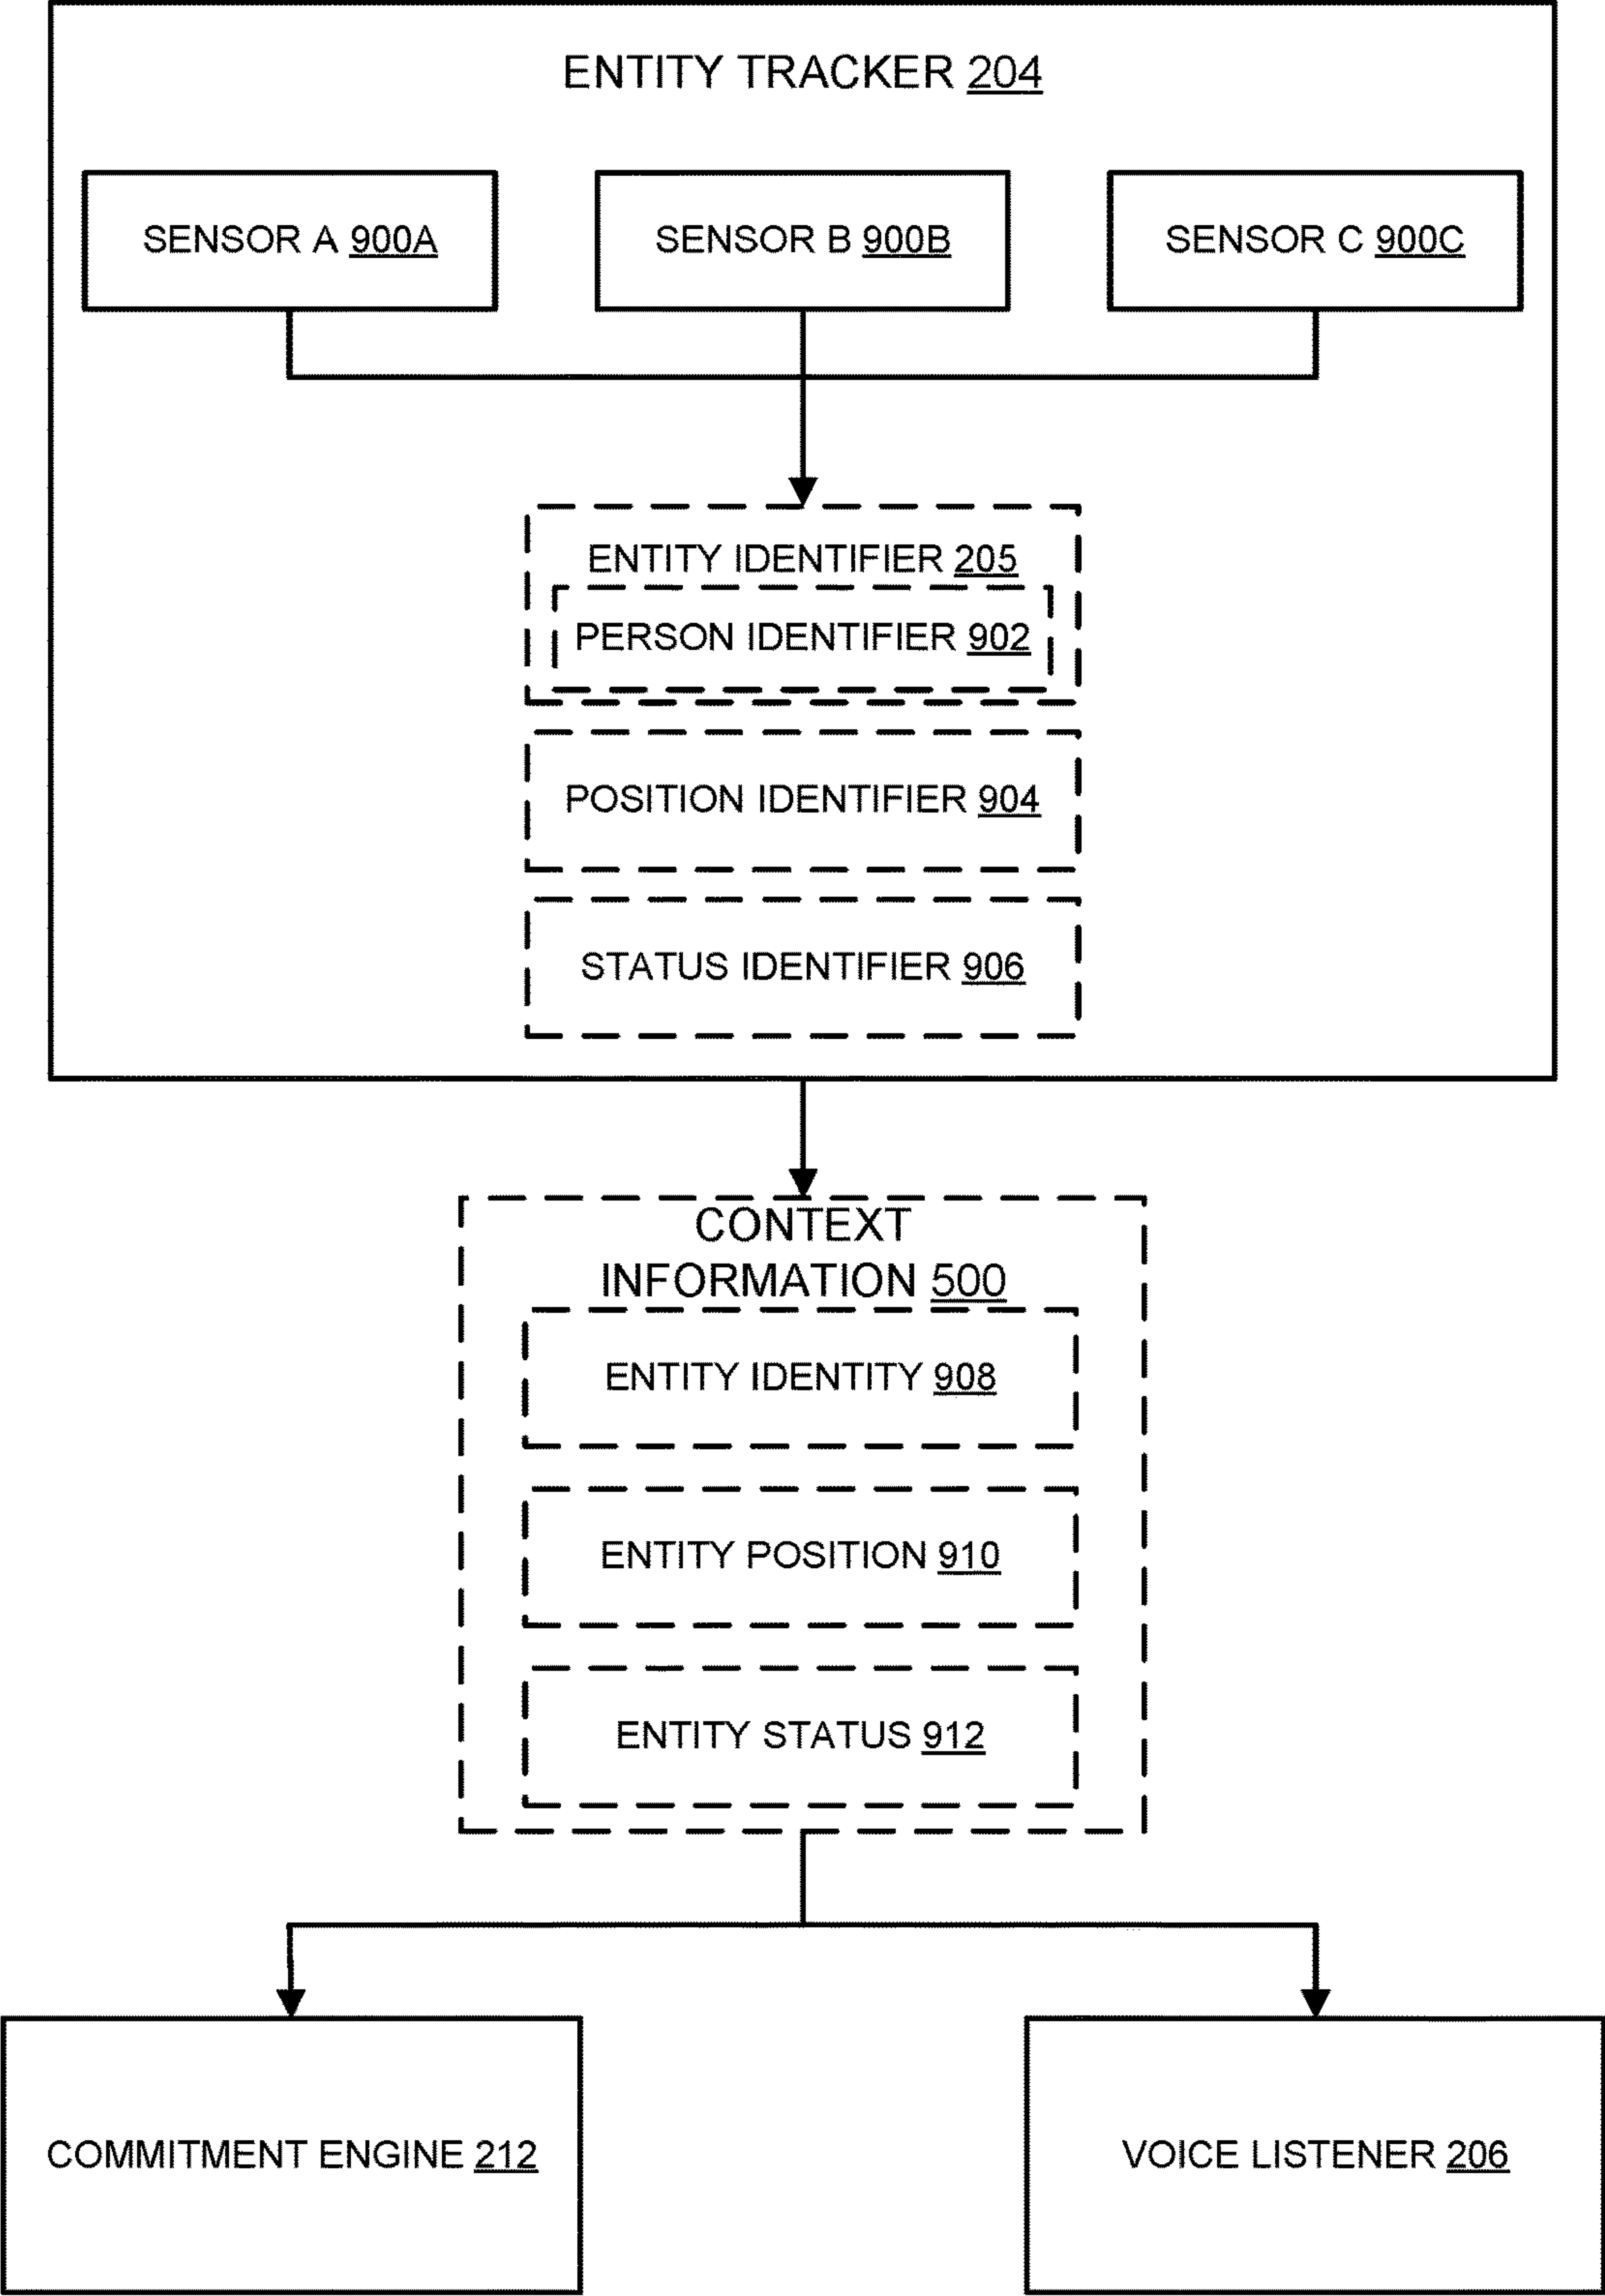 ENTITY TRACKER 204
SENSOR A 900A
SENSOR B 900B
SENSOR C 900C
ENTITY IDENTIFIER 205
PERSON IDENTIFIER 902
POSITION IDENTIFIER 904
STATUS IDENTIFIER 906
CONTEXT
INFORMATION 500
ENTITY IDENTITY 908
ENTITY POSITION 910
ENTITY STATUS 912
COMMITMENT ENGINE 212
VOICE LISTENER 206